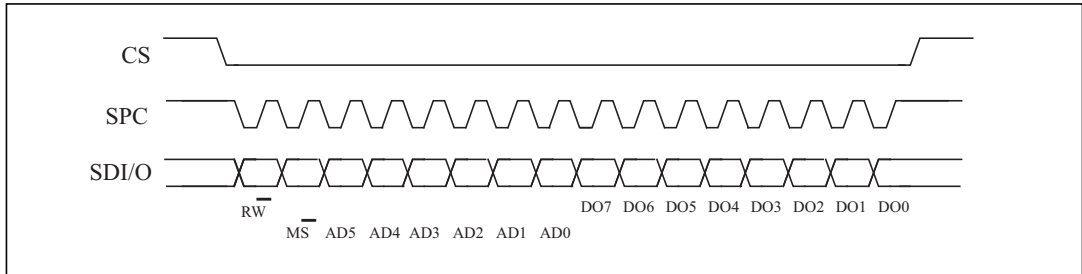 CS
SPC
SDI/O
RW DO7 DO6 DO5 DO4 DO3 DO2 DO1 DO0
MS AD5 AD4 AD3 AD2 AD1 AD0